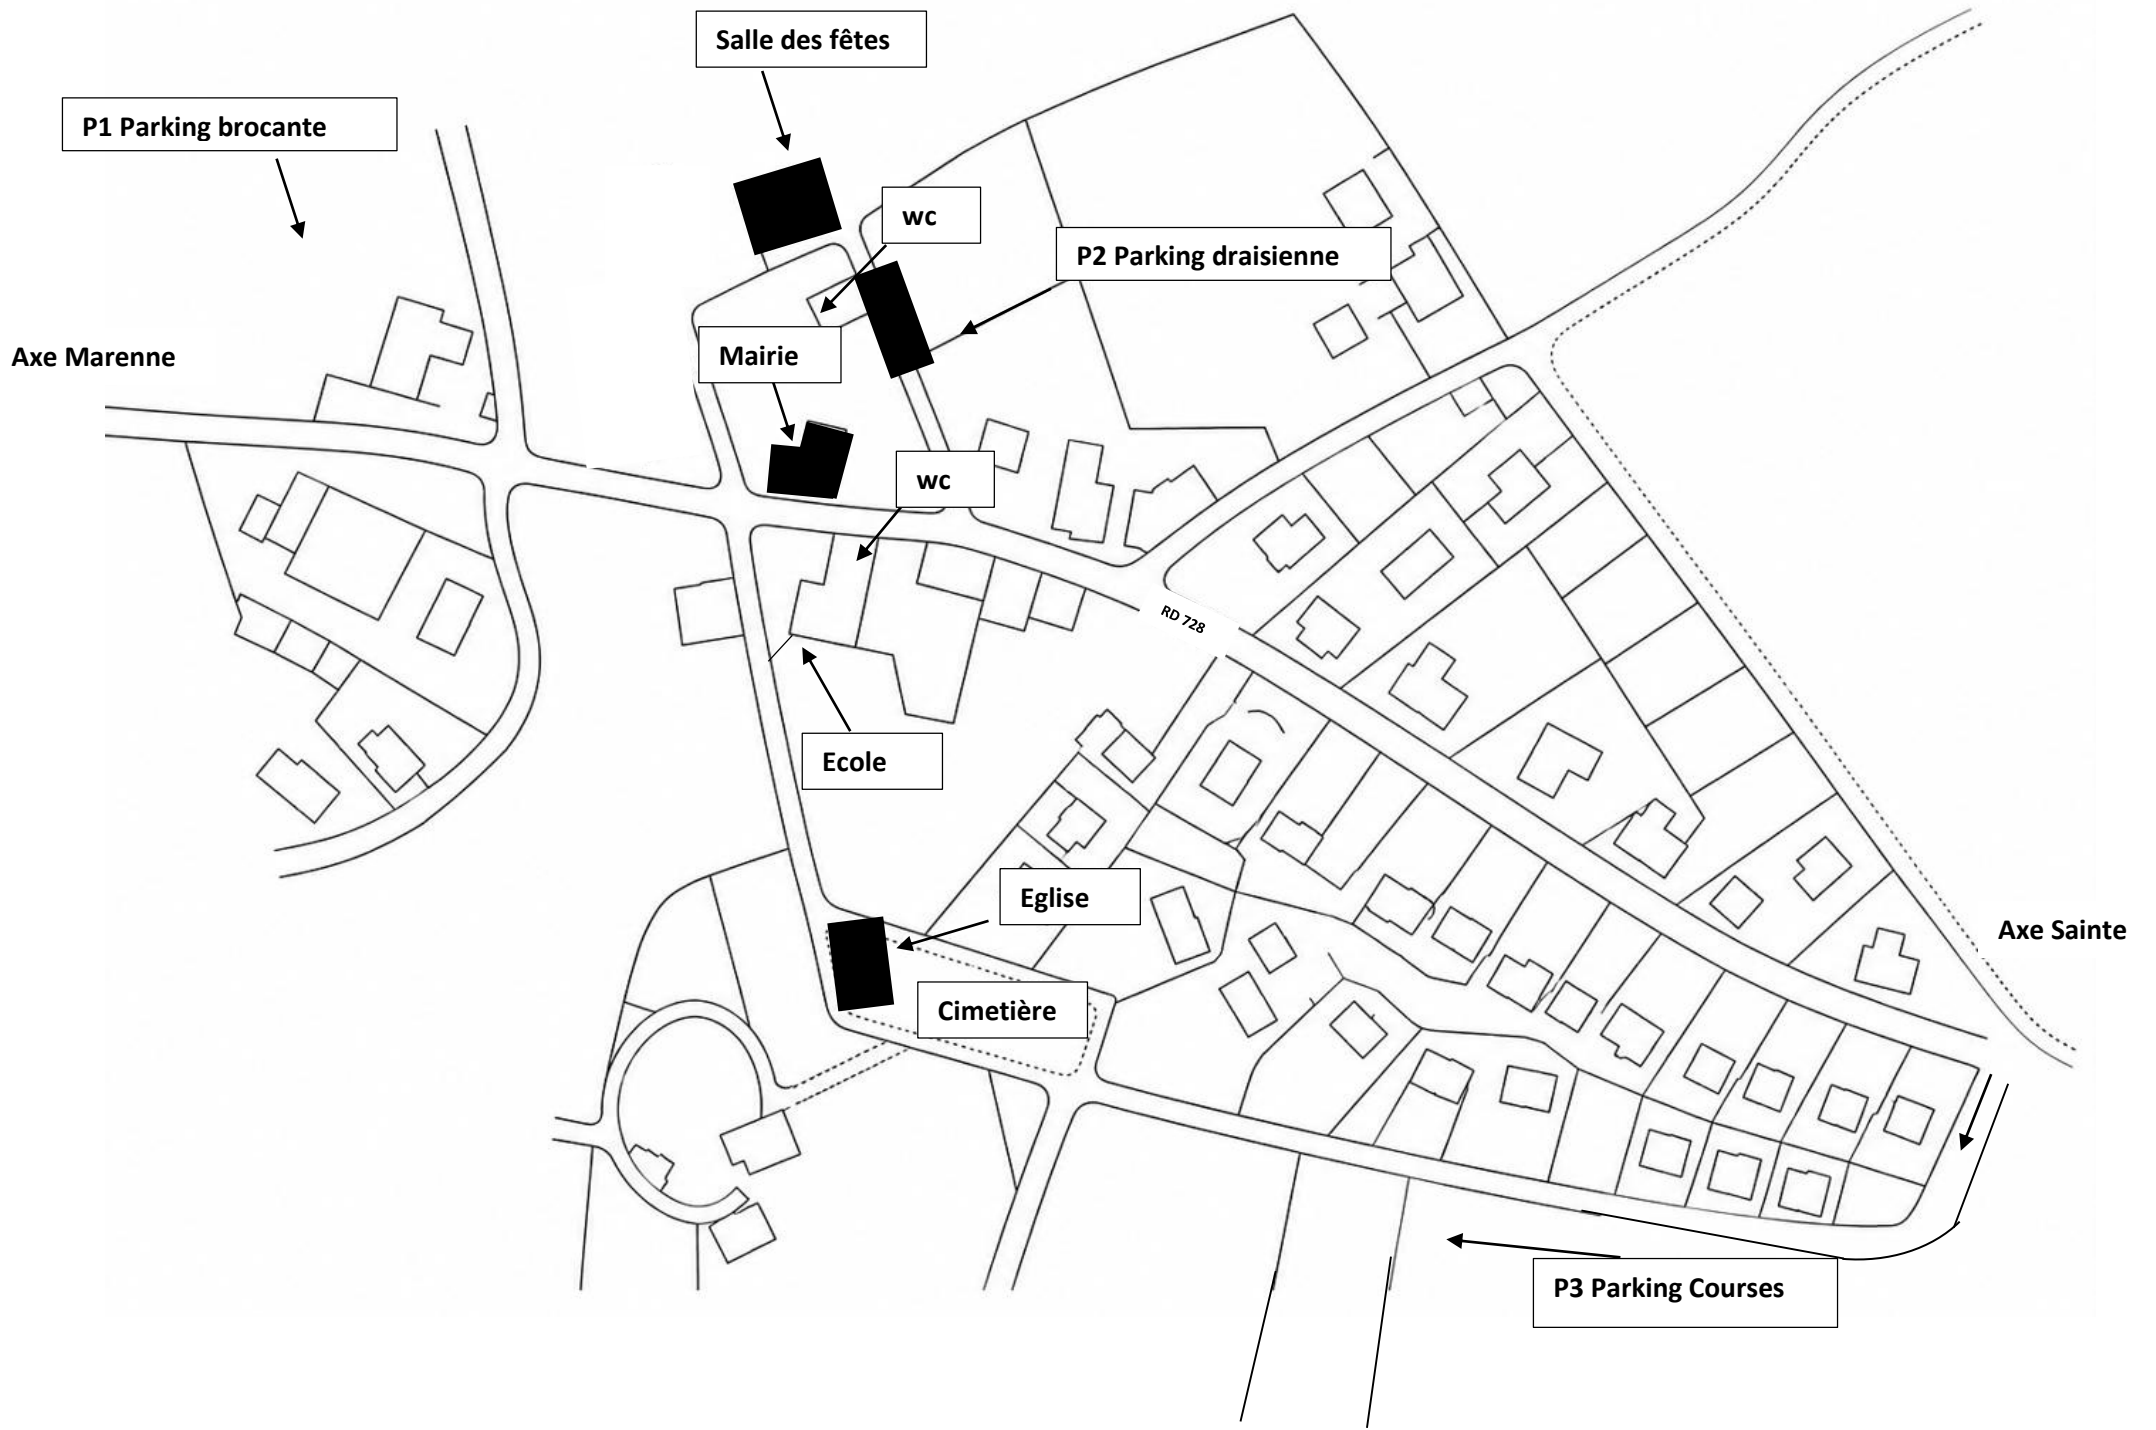 Salle des fêtes
P1 Parking brocante
wc
P2 Parking draisienne
Axe Marenne
Mairie
wc
RD 728
Ecole
Eglise
Axe Sainte
Cimetière
P3 Parking Courses